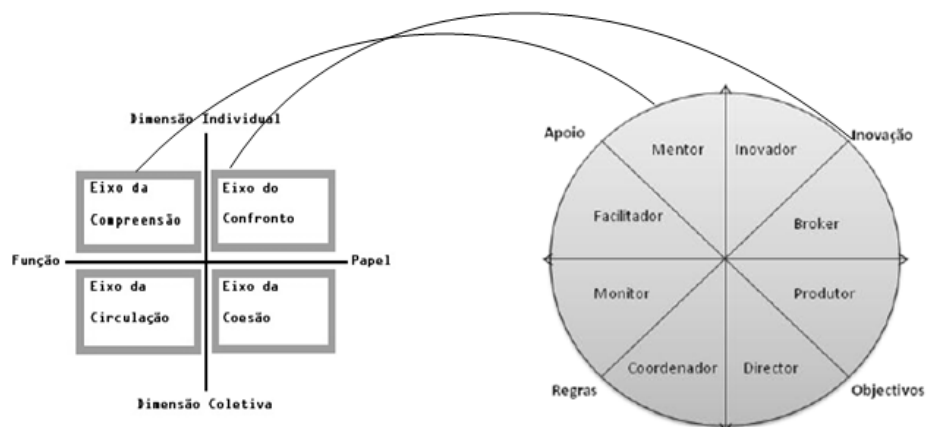 Dimensão Individual
Eixo da
Compreensão
Eixo do
Confronto
Função
Papel
Eixo da
Circulação
Eixo da
Coesão
Dimensão Coletiva
Apoio
Inovação
Mentor
Inovador
Facilitador
Broker
Monitor
Produtor
Coordenador
Director
Regras
Objectivos